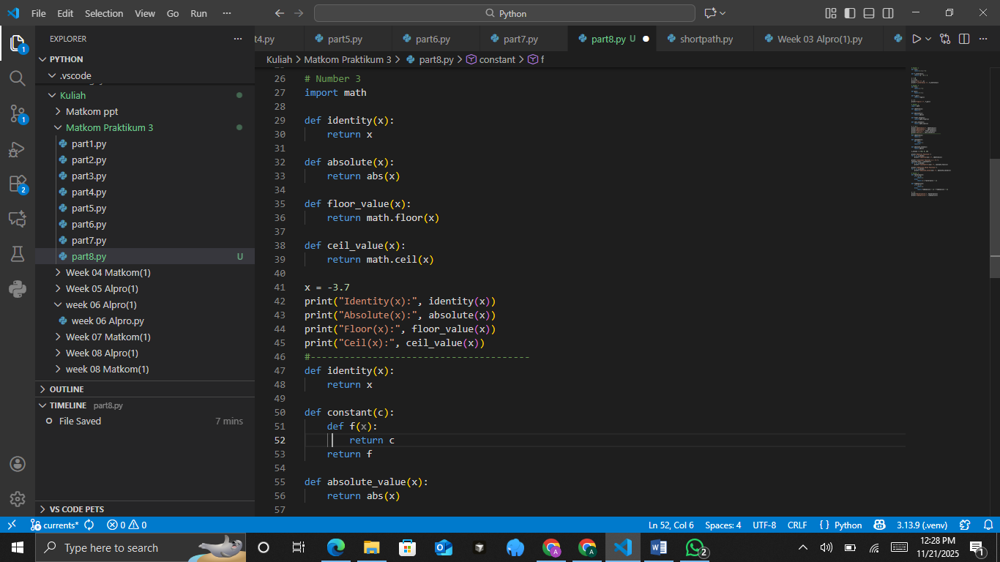 File Edit Selection View Go Run ··· Python
EXPLORER ···
t4.py part5.py part6.py part7.py part8.py U shortpath.py Week 03 Alpro(1).py
Kuliah > Matkom Praktikum 3 > part8.py > constant > f
PYTHON
.vscode
Kuliah
Matkom ppt
Matkom Praktikum 3
part1.py
part2.py
part3.py
part4.py
part5.py
part6.py
part7.py
part8.py U
Week 04 Matkom(1)
Week 05 Alpro(1)
week 06 Alpro(1)
week 06 Alpro.py
Week 07 Matkom(1)
Week 08 Alpro(1)
week 08 Matkom(1)
OUTLINE
TIMELINE part8.py
File Saved 7 mins
VS CODE PETS
1
1
2
26 # Number 3
27 import math
28
29 def identity(x):
30     return x
31
32 def absolute(x):
33     return abs(x)
34
35 def floor_value(x):
36     return math.floor(x)
37
38 def ceil_value(x):
39     return math.ceil(x)
40
41 x = -3.7
42 print("Identity(x):", identity(x))
43 print("Absolute(x):", absolute(x))
44 print("Floor(x):", floor_value(x))
45 print("Ceil(x):", ceil_value(x))
46 #---------------------------------------
47 def identity(x):
48     return x
49
50 def constant(c):
51     def f(x):
52         return c
53     return f
54
55 def absolute_value(x):
56     return abs(x)
57
currents* 0 0 Ln 52, Col 6 Spaces: 4 UTF-8 CRLF { } Python 3.13.9 (.venv)
Type here to search
A A W 2
12:28 PM
11/21/2025
1